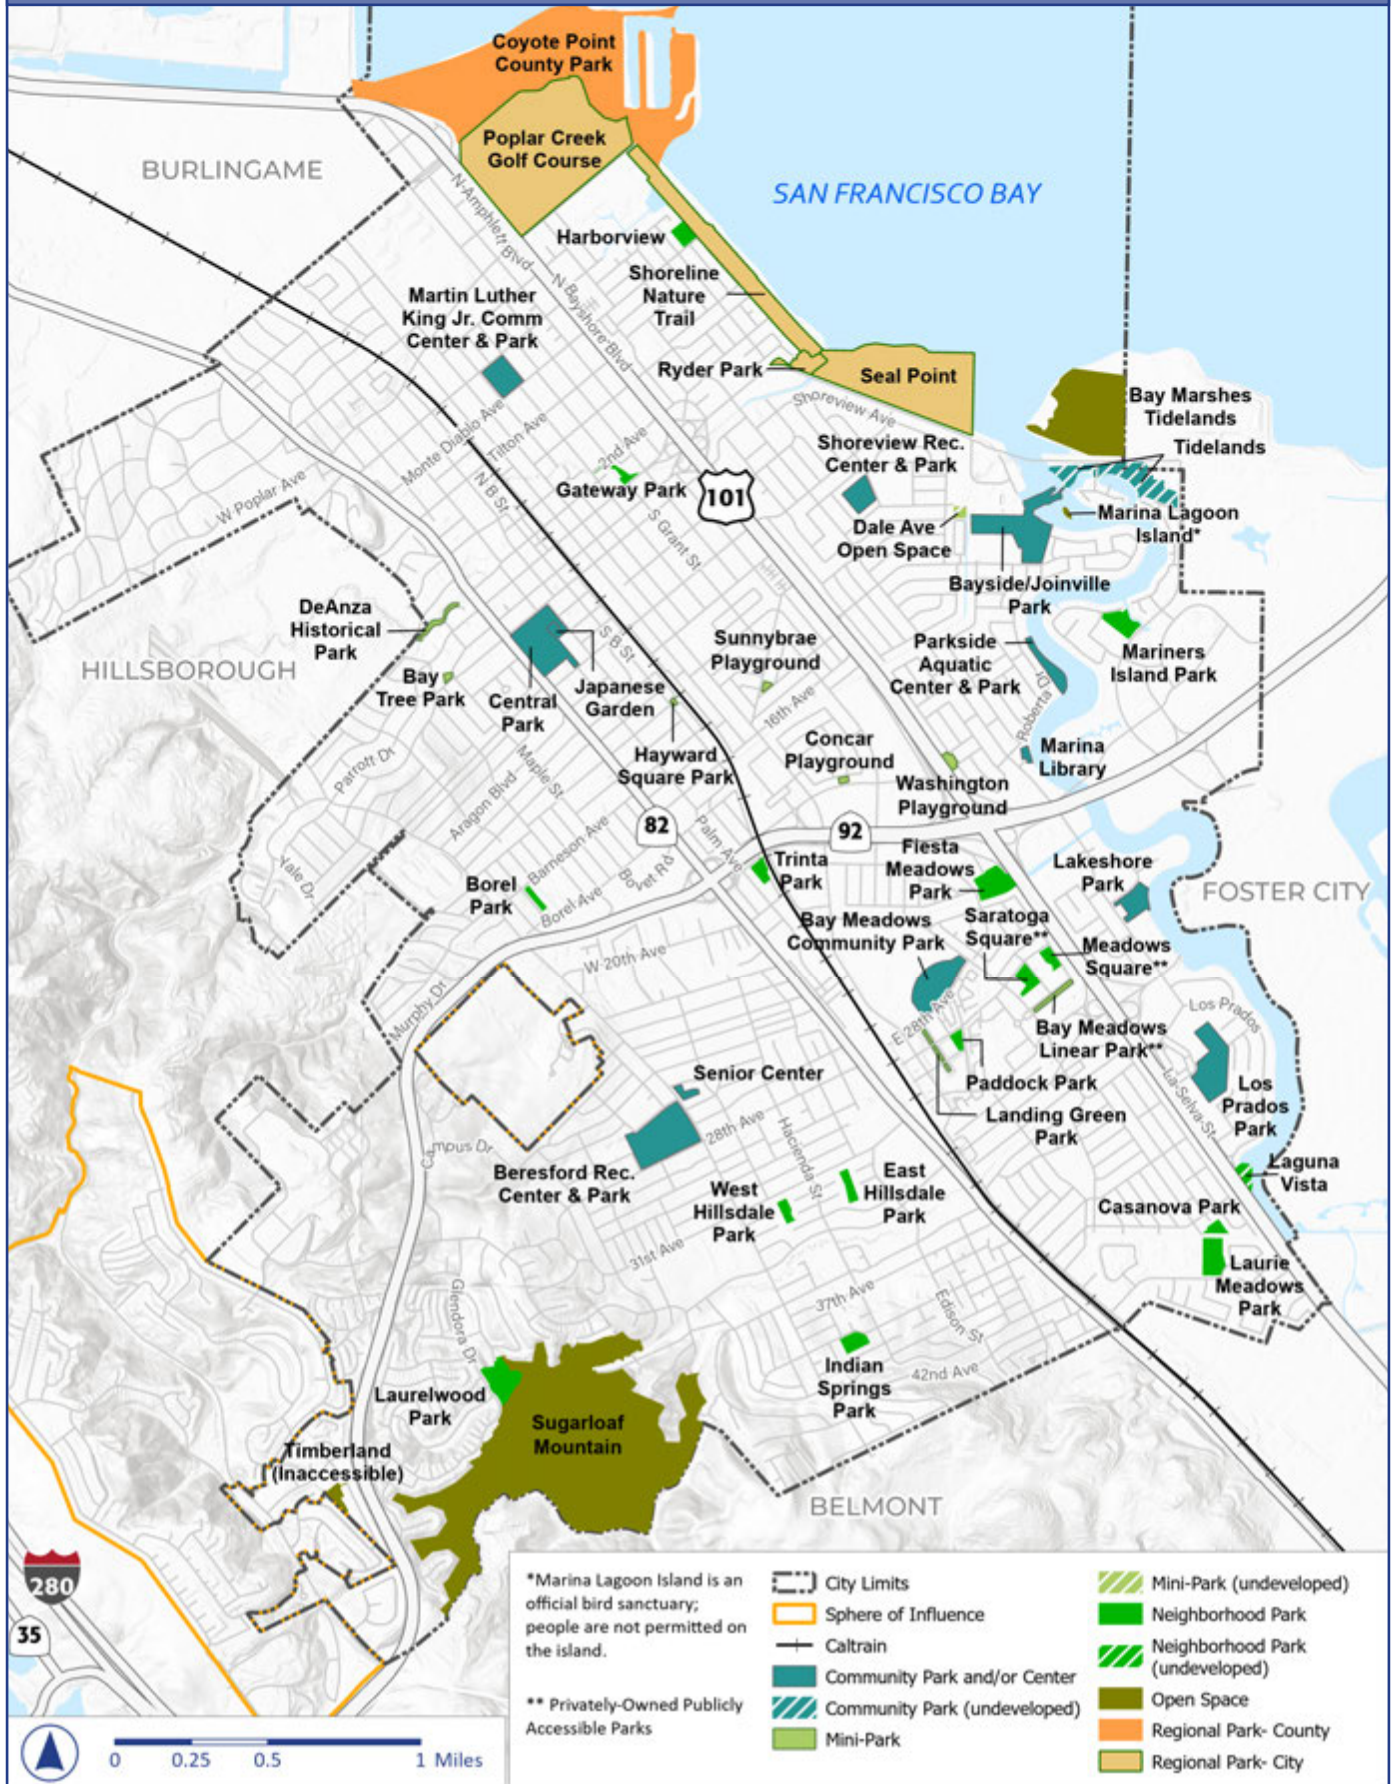 Coyote Point
County Park
Poplar Creek
Golf Course
BURLINGAME
SAN FRANCISCO BAY
N Amphlett Blvd
Harborview
N Bayshore Blvd
Shoreline
Nature
Trail
Martin Luther
King Jr. Comm
Center & Park
Ryder Park
Seal Point
Bay Marshes
Tidelands
Shoreview Ave
Tidelands
Monte Diablo Ave
Tilton Ave
2nd Ave
Shoreview Rec.
Center & Park
N B St
W Poplar Ave
Gateway Park
101
S Grant St
Dale Ave
Open Space
Marina Lagoon
Island*
Bayside/Joinville
Park
DeAnza
Historical
Park
HILLSBOROUGH
Bay
Tree Park
Central
Park
Japanese
Garden
S B St
Sunnybrae
Playground
16th Ave
Parkside
Aquatic
Center & Park
Mariners
Island Park
Roberta Dr
Hayward
Square Park
Concar
Playground
Marina
Library
Washington
Playground
Parrott Dr
Maple St
Aragon Blvd
82
Palm Ave
92
Barneson Ave
Bovet Rd
Yale Dr
Borel
Park
Borel Ave
Trinta
Park
Fiesta
Meadows
Park
Lakeshore
Park
FOSTER CITY
Bay Meadows
Community Park
Saratoga
Square**
Meadows
Square**
W 20th Ave
Murphy Dr
E 28th Ave
Bay Meadows
Linear Park**
Los Prados
Paddock Park
Landing Green
Park
La Selva St
Los
Prados
Park
Senior Center
28th Ave
Hacienda St
Campus Dr
Beresford Rec.
Center & Park
West
Hillsdale
Park
East
Hillsdale
Park
Laguna
Vista
Casanova Park
Laurie
Meadows
Park
31st Ave
Glendora Dr
37th Ave
Edison St
42nd Ave
Indian
Springs
Park
Laurelwood
Park
Sugarloaf
Mountain
Timberland
(Inaccessible)
BELMONT
280
35
*Marina Lagoon Island is an
official bird sanctuary;
people are not permitted on
the island.
** Privately-Owned Publicly
Accessible Parks
City Limits
Sphere of Influence
Caltrain
Community Park and/or Center
Community Park (undeveloped)
Mini-Park
Mini-Park (undeveloped)
Neighborhood Park
Neighborhood Park
(undeveloped)
Open Space
Regional Park- County
Regional Park- City
0 0.25 0.5 1 Miles